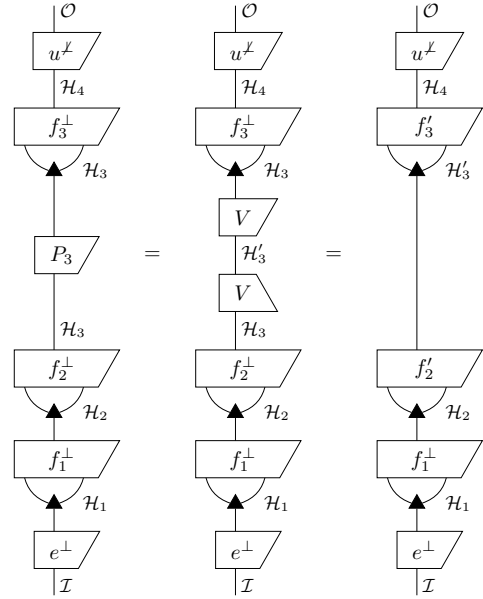 𝒪 𝒪 𝒪
u^⊥̸ u^⊥̸ u^⊥̸
ℋ₄ ℋ₄ ℋ₄
f₃^⊥ f₃^⊥ f₃′
ℋ₃ ℋ₃ ℋ₃′
V
P₃ = ℋ₃′ =
V
ℋ₃ ℋ₃
f₂^⊥ f₂^⊥ f₂′
ℋ₂ ℋ₂ ℋ₂
f₁^⊥ f₁^⊥ f₁^⊥
ℋ₁ ℋ₁ ℋ₁
e^⊥ e^⊥ e^⊥
ℐ ℐ ℐ